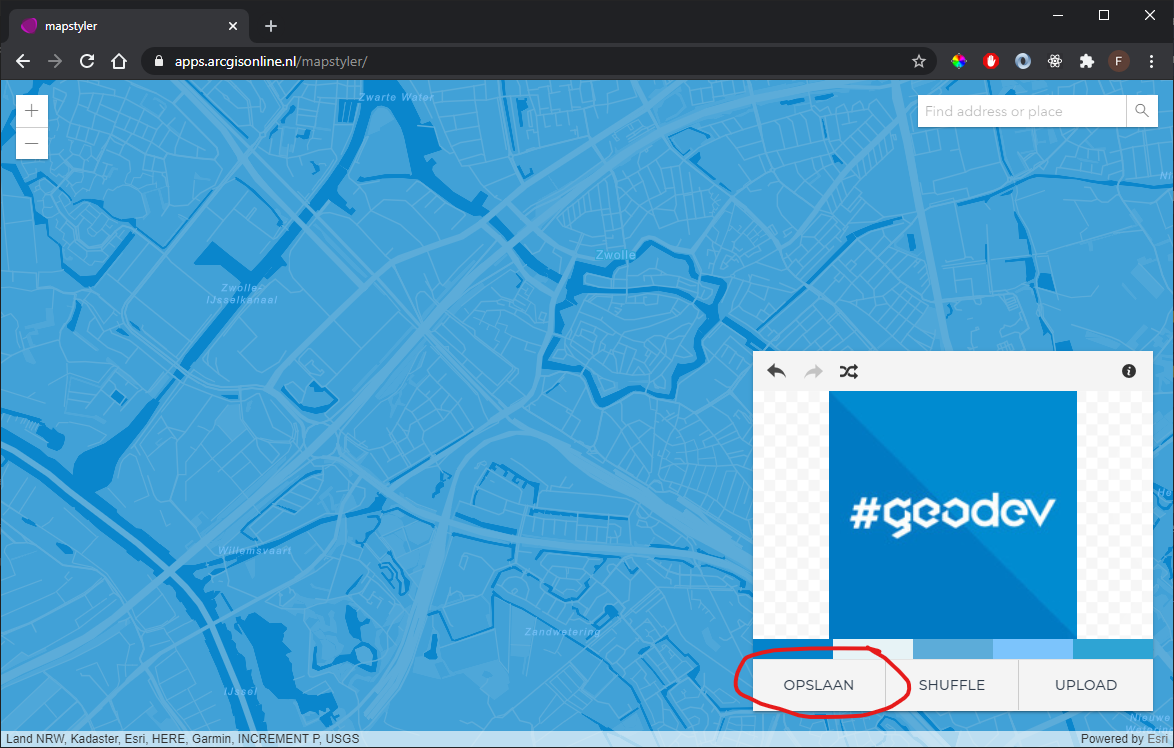 mapstyler
apps.arcgisonline.nl/mapstyler/
F
Find address or place
Zwarte Water
Zwolle
Zwolle-
IJsselkanaal
#geodev
Willemsvaart
Zandwetering
IJssel
OPSLAAN
SHUFFLE
UPLOAD
Nieuwe
Land NRW, Kadaster, Esri, HERE, Garmin, INCREMENT P, USGS
Powered by Esri